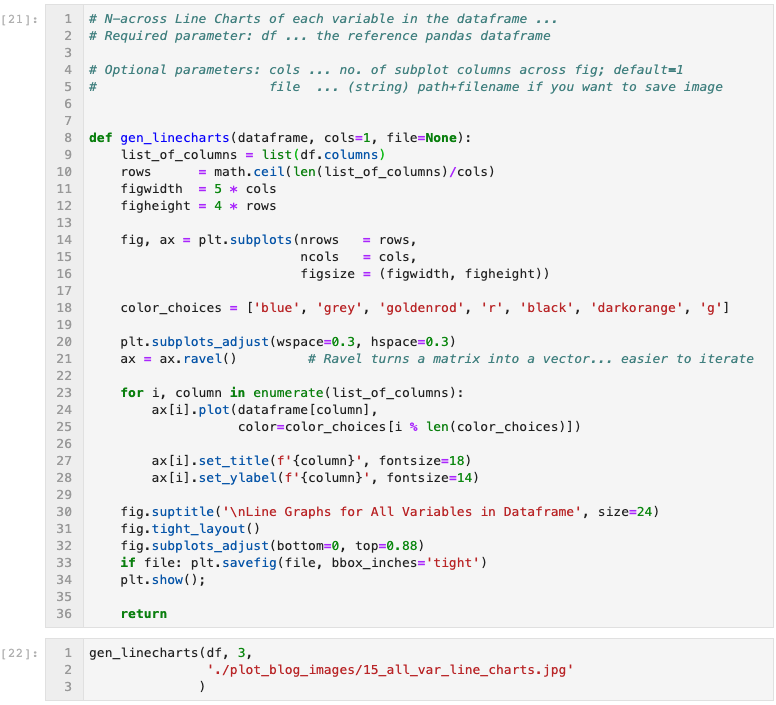 [21]:
1 # N-across Line Charts of each variable in the dataframe ...
2 # Required parameter: df ... the reference pandas dataframe
3
4 # Optional parameters: cols ... no. of subplot columns across fig; default=1
5 #                      file  ... (string) path+filename if you want to save image
6
7
8 def gen_linecharts(dataframe, cols=1, file=None):
9     list_of_columns = list(df.columns)
10     rows      = math.ceil(len(list_of_columns)/cols)
11     figwidth  = 5 * cols
12     figheight = 4 * rows
13
14     fig, ax = plt.subplots(nrows   = rows,
15                            ncols   = cols,
16                            figsize = (figwidth, figheight))
17
18     color_choices = ['blue', 'grey', 'goldenrod', 'r', 'black', 'darkorange', 'g']
19
20     plt.subplots_adjust(wspace=0.3, hspace=0.3)
21     ax = ax.ravel()         # Ravel turns a matrix into a vector... easier to iterate
22
23     for i, column in enumerate(list_of_columns):
24         ax[i].plot(dataframe[column],
25                    color=color_choices[i % len(color_choices)])
26
27         ax[i].set_title(f'{column}', fontsize=18)
28         ax[i].set_ylabel(f'{column}', fontsize=14)
29
30     fig.suptitle('\nLine Graphs for All Variables in Dataframe', size=24)
31     fig.tight_layout()
32     fig.subplots_adjust(bottom=0, top=0.88)
33     if file: plt.savefig(file, bbox_inches='tight')
34     plt.show();
35
36     return
[22]:
1 gen_linecharts(df, 3,
2                './plot_blog_images/15_all_var_line_charts.jpg'
3               )